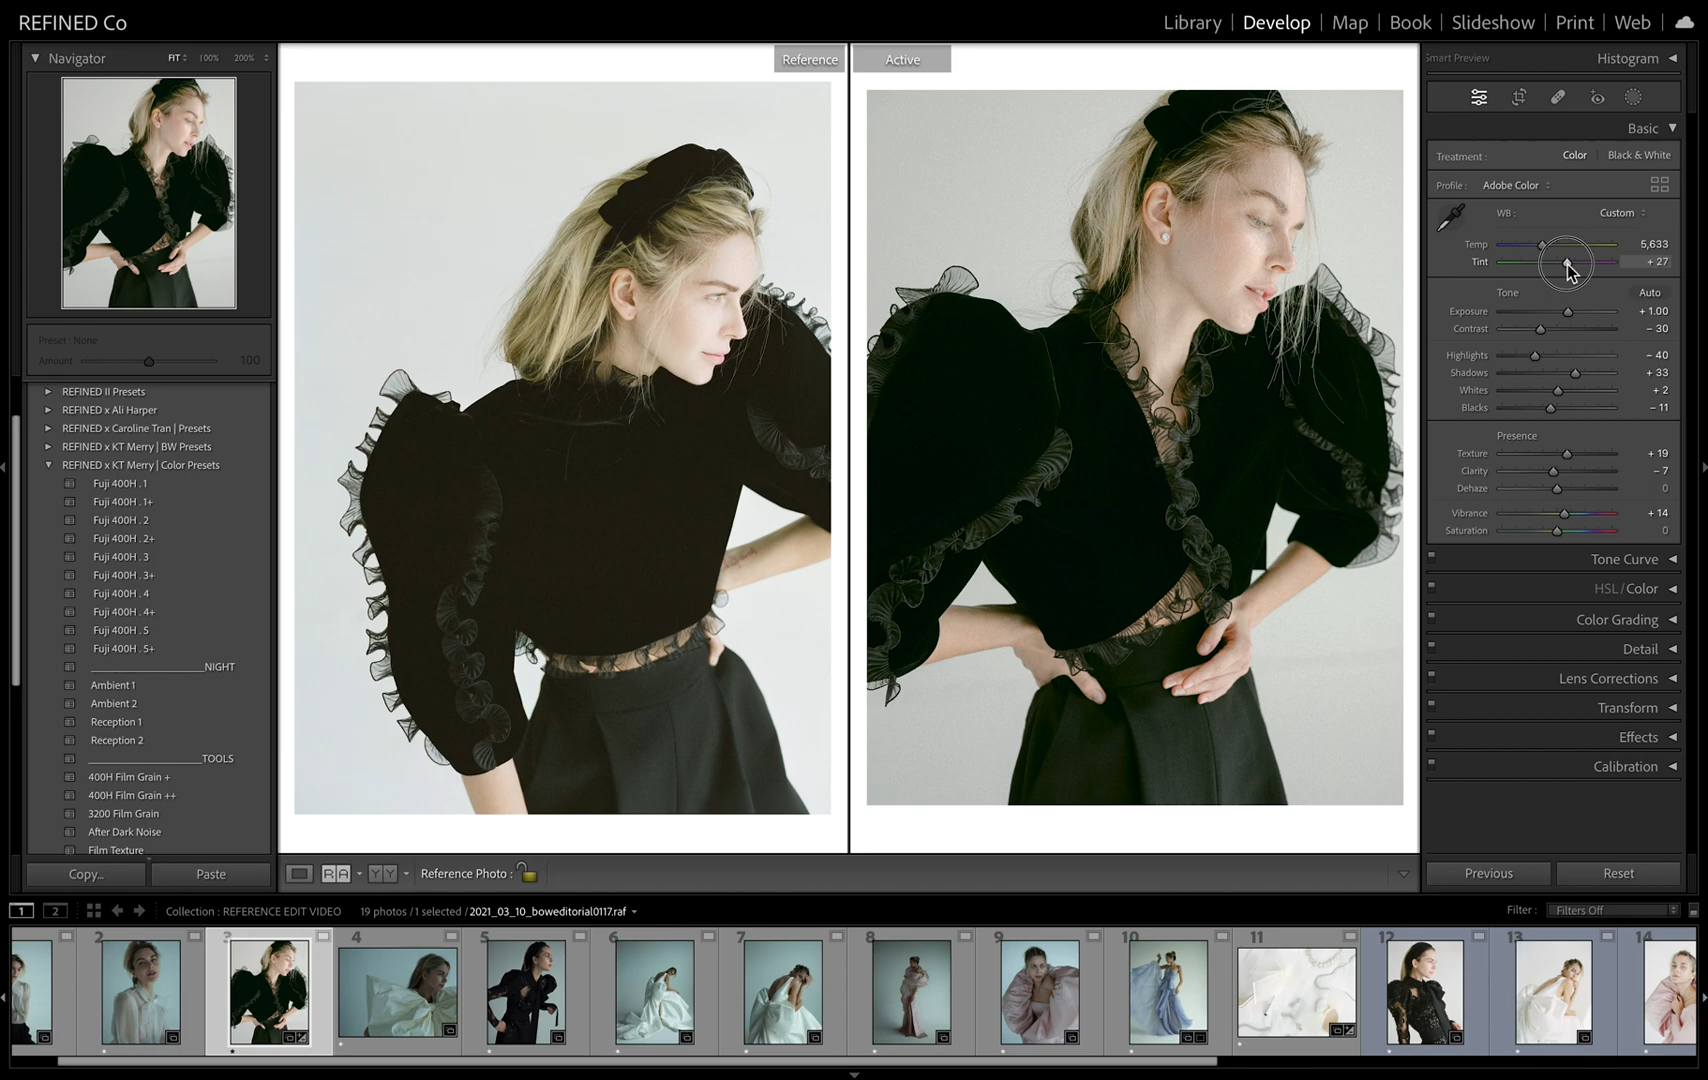 REFINED Co
Library | Develop | Map | Book | Slideshow | Print | Web
Navigator FIT 100% 200%
Preset: None
Amount 100
REFINED II Presets
REFINED x Ali Harper
REFINED x Caroline Tran | Presets
REFINED x KT Merry | BW Presets
REFINED x KT Merry | Color Presets
Fuji 400H . 1
Fuji 400H . 1+
Fuji 400H . 2
Fuji 400H . 2+
Fuji 400H . 3
Fuji 400H . 3+
Fuji 400H . 4
Fuji 400H . 4+
Fuji 400H . 5
Fuji 400H . 5+
____________________NIGHT
Ambient 1
Ambient 2
Reception 1
Reception 2
____________________TOOLS
400H Film Grain +
400H Film Grain ++
3200 Film Grain
After Dark Noise
Film Texture
Copy... Paste
Reference Active
Smart Preview Histogram
Basic
Treatment : Color | Black & White
Profile : Adobe Color
WB : Custom
Temp 5,633
Tint + 27
Tone Auto
Exposure + 1.00
Contrast – 30
Highlights – 40
Shadows + 33
Whites + 2
Blacks – 11
Presence
Texture + 19
Clarity – 7
Dehaze 0
Vibrance + 14
Saturation 0
Tone Curve
HSL / Color
Color Grading
Detail
Lens Corrections
Transform
Effects
Calibration
RA YY Reference Photo :
Previous Reset
1 2 Collection : REFERENCE EDIT VIDEO 19 photos / 1 selected / 2021_03_10_boweditorial0117.raf Filter : Filters Off
2 3 4 5 6 7 8 9 10 11 12 13 14